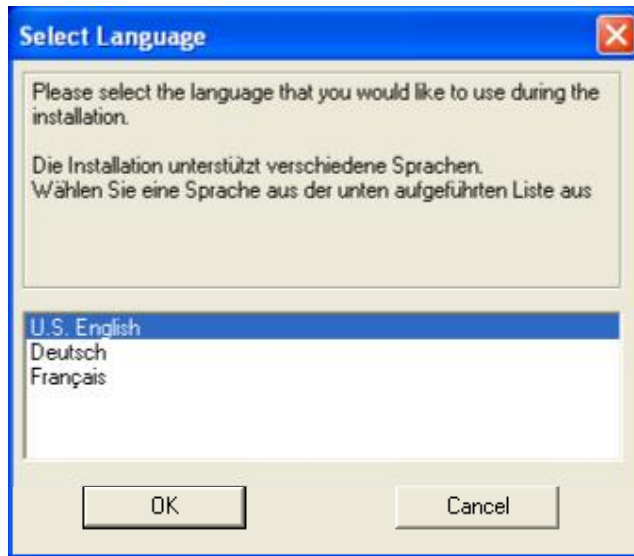 Select Language
Please select the language that you would like to use during the
installation.
Die Installation unterstützt verschiedene Sprachen.
Wählen Sie eine Sprache aus der unten aufgeführten Liste aus
U.S. English
Deutsch
Français
OK
Cancel